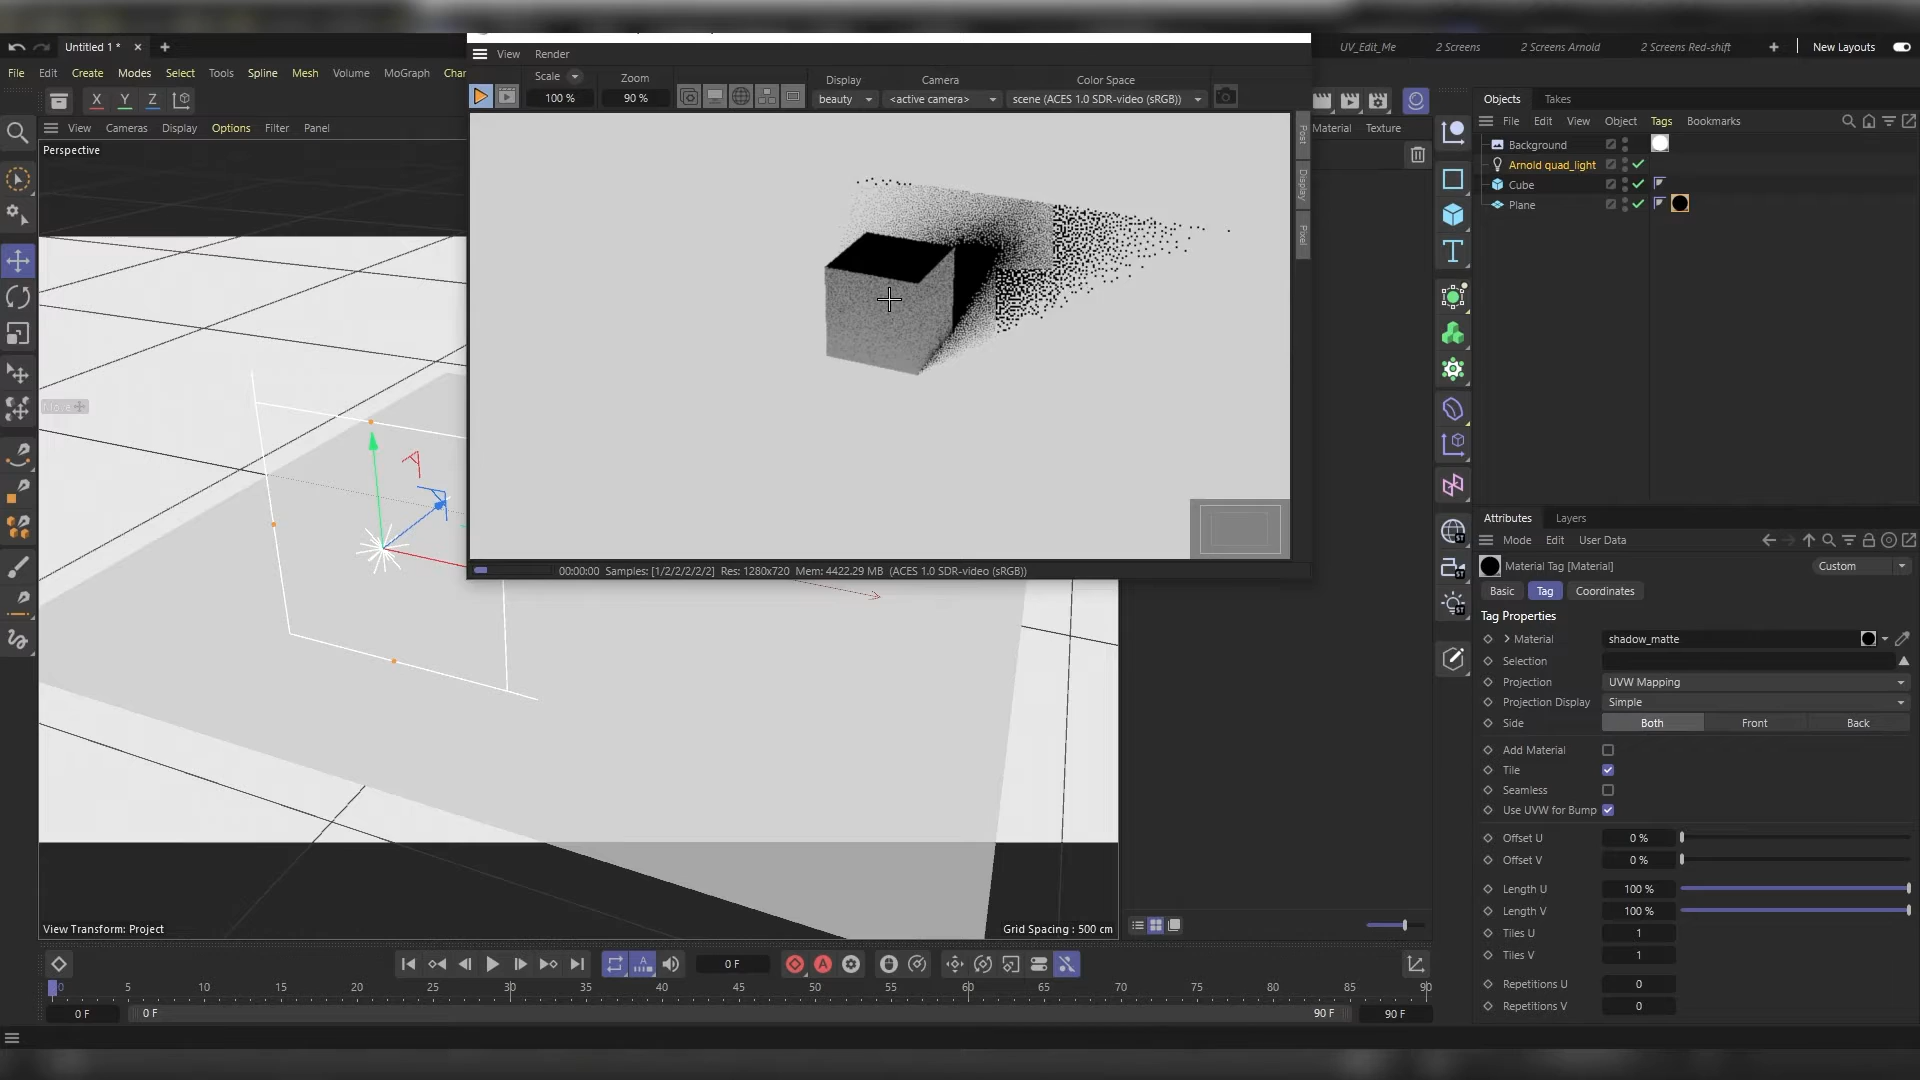 Untitled 1 *
UV_Edit_Me
2 Screens
2 Screens Arnold
2 Screens Red-shift
New Layouts
File Edit Create Modes Select Tools Spline Mesh Volume MoGraph Char
View Render
Scale
100 %
Zoom
90 %
Display
beauty
Camera
<active camera>
Color Space
scene (ACES 1.0 SDR-video (sRGB))
X Y Z
View Cameras Display Options Filter Panel
Perspective
Move
Post
Display
Pixel
Material Texture
00:00:00 Samples: [1/2/2/2/2/2] Res: 1280x720 Mem: 4422.29 MB (ACES 1.0 SDR-video (sRGB))
View Transform: Project
Grid Spacing : 500 cm
Objects Takes
File Edit View Object Tags Bookmarks
Background
Arnold quad_light
Cube
Plane
Attributes Layers
Mode Edit User Data
Material Tag [Material]
Custom
Basic Tag Coordinates
Tag Properties
Material shadow_matte
Selection
Projection UVW Mapping
Projection Display Simple
Side Both Front Back
Add Material
Tile
Seamless
Use UVW for Bump
Offset U 0 %
Offset V 0 %
Length U 100 %
Length V 100 %
Tiles U 1
Tiles V 1
Repetitions U 0
Repetitions V 0
0 F
0 5 10 15 20 25 30 35 40 45 50 55 60 65 70 75 80 85 90
0 F 0 F 90 F 90 F